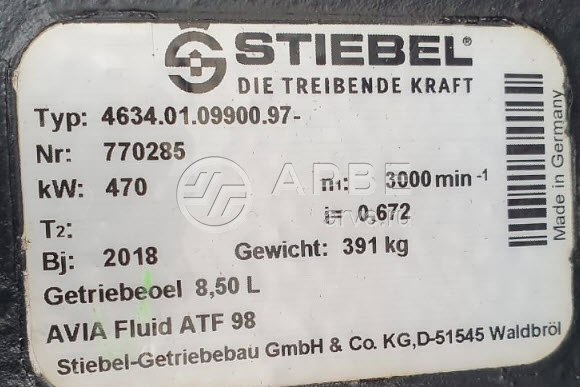 STIEBEL®
DIE TREIBENDE KRAFT
Typ: 4634.01.09900.97-
Nr: 770285
kW: 470 n1: 3000 min-1
T2: i= 0,672
Bj: 2018 Gewicht: 391 kg
Getriebeoel 8,50 L
AVIA Fluid ATF 98
Stiebel-Getriebebau GmbH & Co. KG,D-51545 Waldbröl
Made in Germany